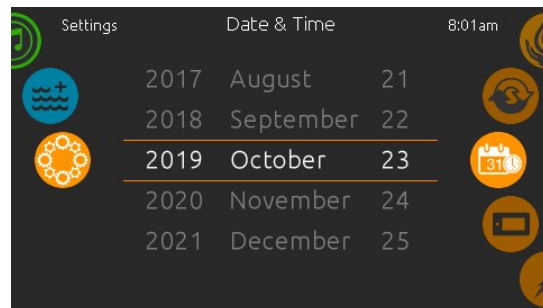 Settings Date & Time 8:01am
2017 August 21
2018 September 22
2019 October 23
31
2020 November 24
2021 December 25